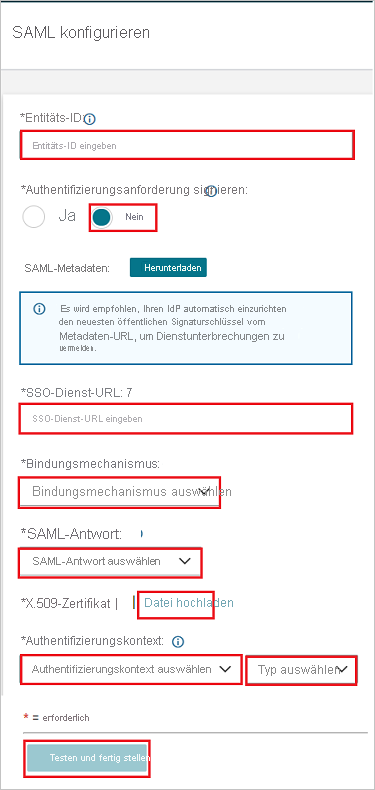 SAML konfigurieren
*Entitäts-ID:
Entitäts-ID eingeben
*Authentifizierungsanforderung signieren:
Ja Nein
SAML-Metadaten: Herunterladen
Es wird empfohlen, Ihren IdP automatisch einzurichten
den neuesten öffentlichen Signaturschlüssel vom
Metadaten-URL, um Dienstunterbrechungen zu
vermeiden.
*SSO-Dienst-URL: 7
SSO-Dienst-URL eingeben
*Bindungsmechanismus:
Bindungsmechanismus auswählen
*SAML-Antwort:
SAML-Antwort auswählen
*X.509-Zertifikat | Datei hochladen
*Authentifizierungskontext:
Authentifizierungskontext auswählen Typ auswählen
* = erforderlich
Testen und fertig stellen